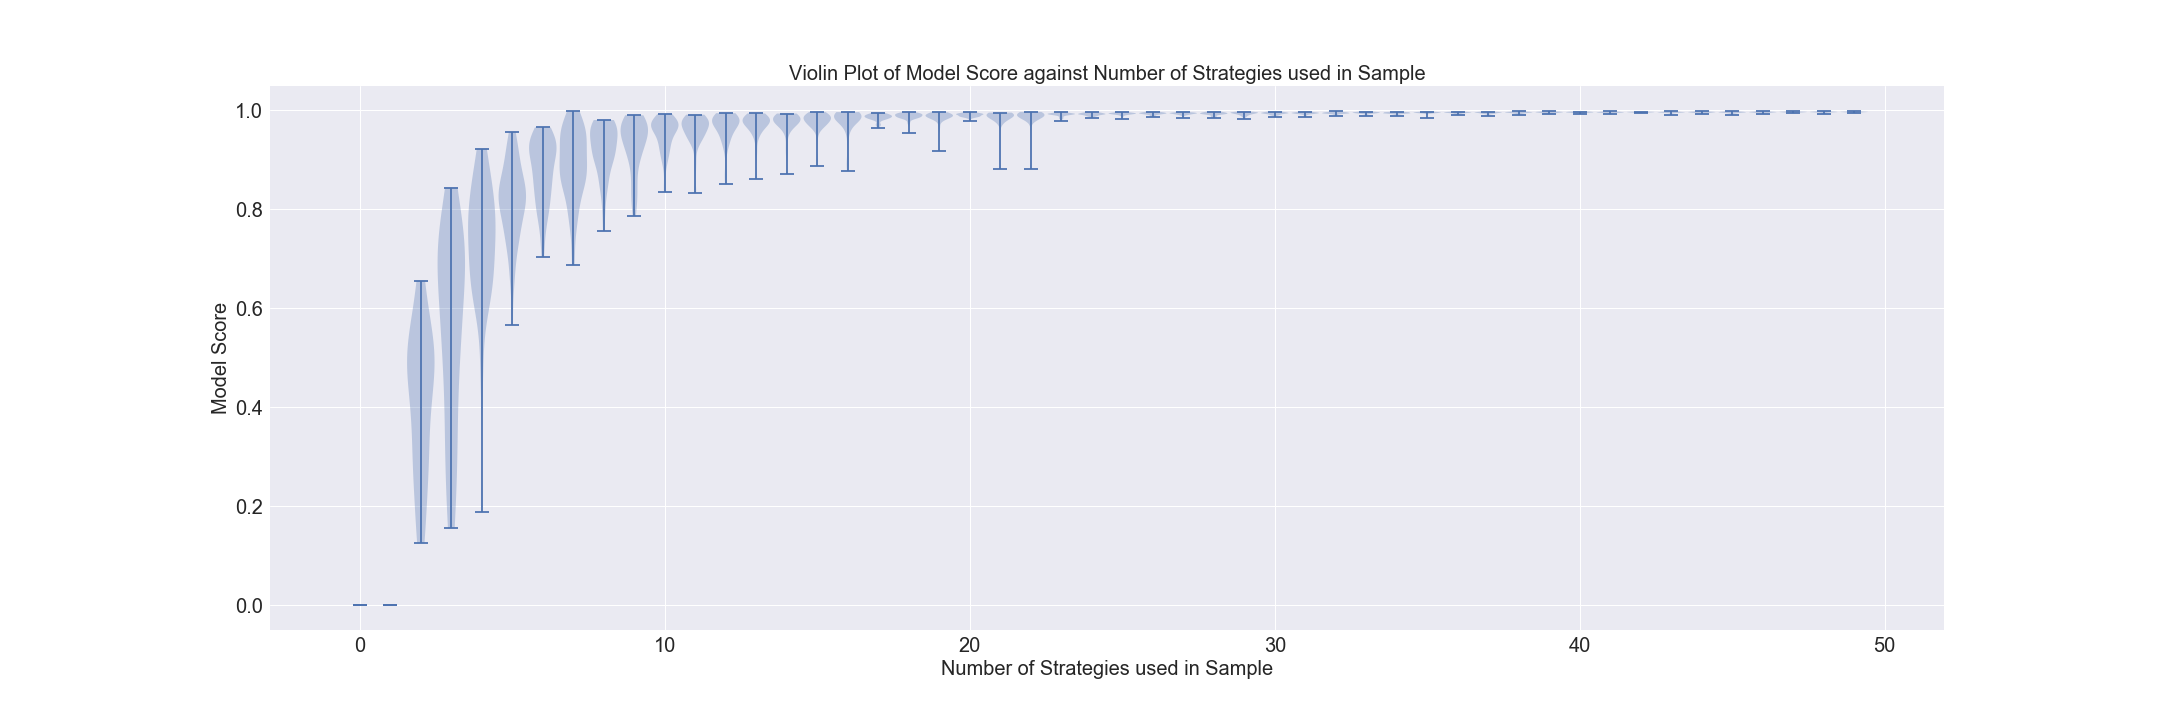 Violin Plot of Model Score against Number of Strategies used in Sample
Model Score
1.0
0.8
0.6
0.4
0.2
0.0
0 10 20 30 40 50
Number of Strategies used in Sample